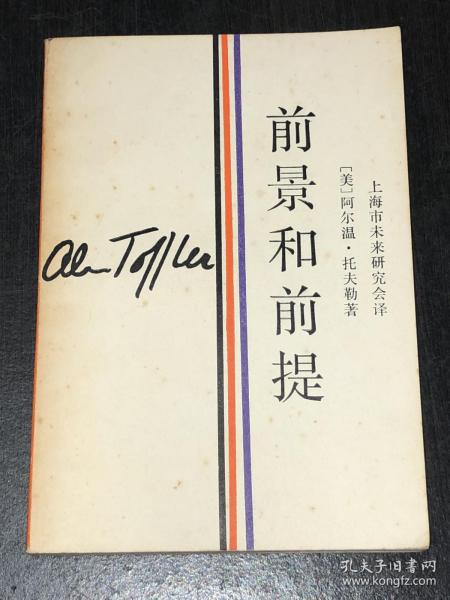 前景和前提
〔美〕阿尔温·托夫勒著
上海市未来研究会译
Alvin Toffler
孔夫子旧书网
www.kongfz.com